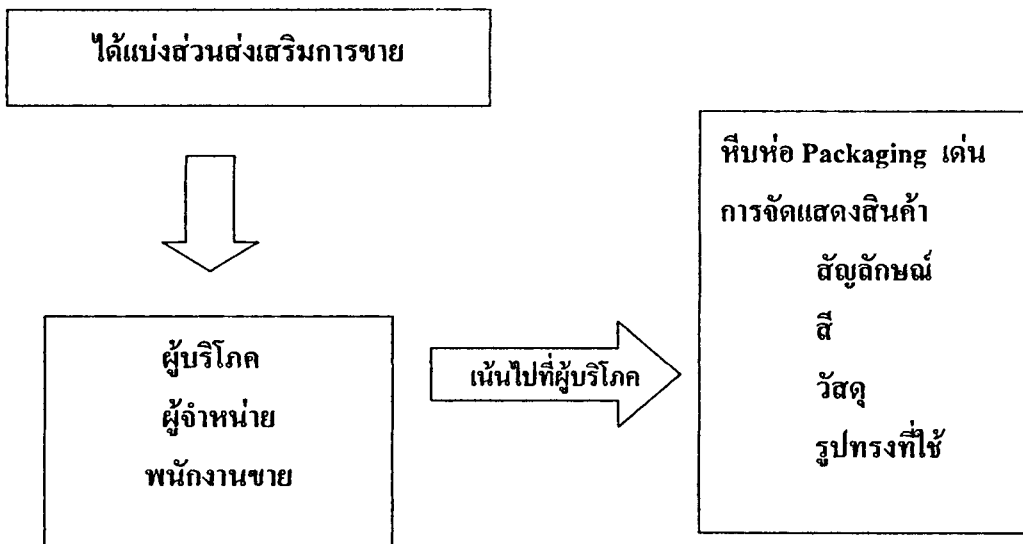 ได้แบ่งส่วนส่งเสริมการขาย
ผู้บริโภค
ผู้จำหน่าย
พนักงานขาย
เน้นไปที่ผู้บริโภค
หีบห่อ Packaging เด่น
การจัดแสดงสินค้า
สัญลักษณ์
สี
วัสดุ
รูปทรงที่ใช้